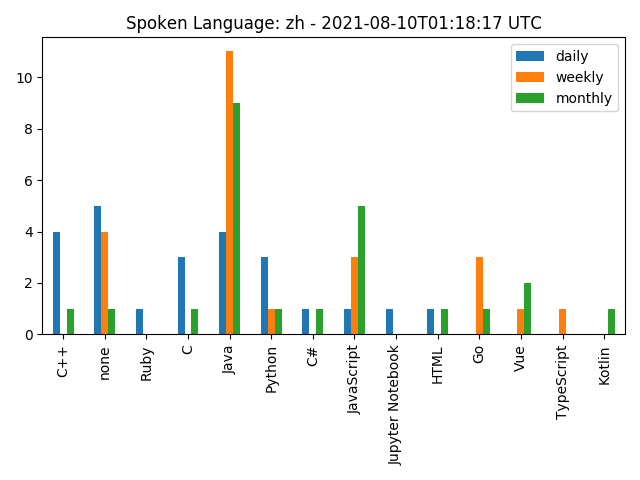 Spoken Language: zh - 2021-08-10T01:18:17 UTC
daily
weekly
monthly
10
8
6
4
2
0
C++
none
Ruby
C
Java
Python
C#
JavaScript
Jupyter Notebook
HTML
Go
Vue
TypeScript
Kotlin